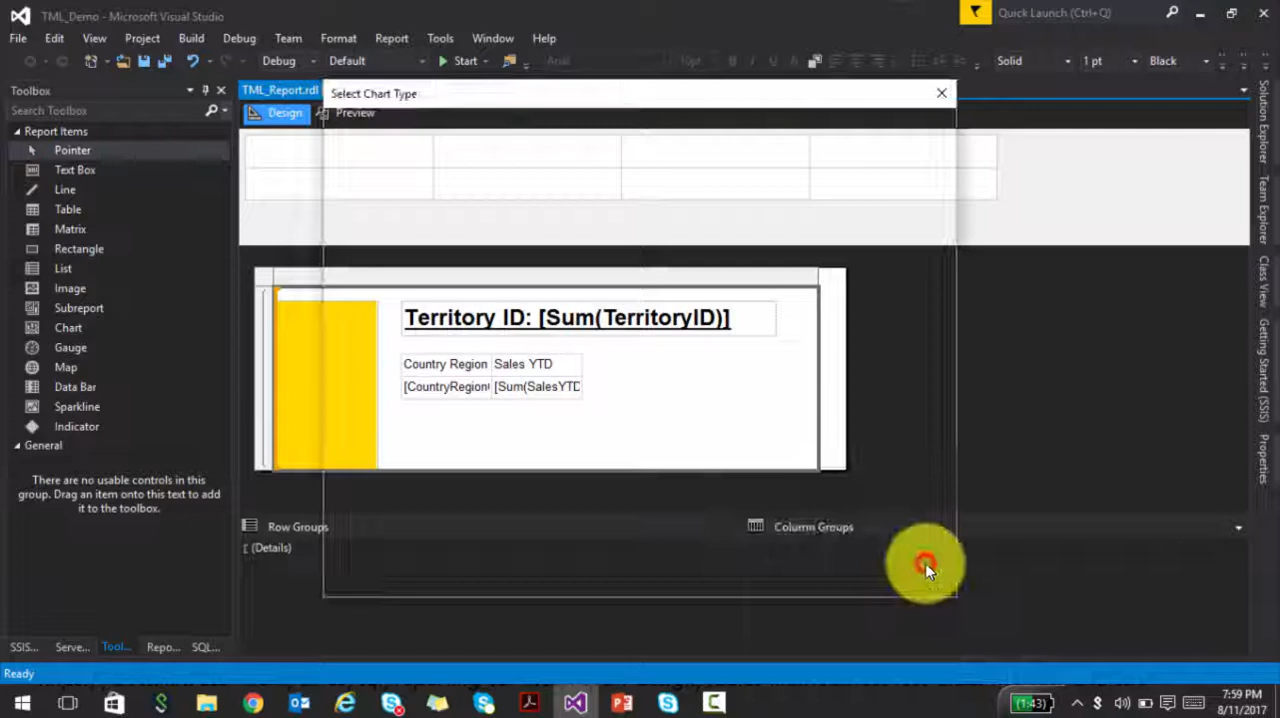 TML_Demo - Microsoft Visual Studio
Quick Launch (Ctrl+Q)
File Edit View Project Build Debug Team Format Report Tools Window Help
Debug Default Start Arial 10pt Solid 1 pt Black
Toolbox
TML_Report.rdl
Select Chart Type
Search Toolbox
Design Preview
Report Items
Pointer
Text Box
Line
Table
Matrix
Rectangle
List
Image
Subreport
Chart
Gauge
Map
Data Bar
Sparkline
Indicator
General
There are no usable controls in this
group. Drag an item onto this text to add
it to the toolbox.
Territory ID: [Sum(TerritoryID)]
Country Region Sales YTD
[CountryRegion [Sum(SalesYTD
Row Groups Column Groups
(Details)
Solution Explorer
Team Explorer
Class View
Getting Started (SSIS)
Properties
SSIS... Serve... Tool... Repo... SQL...
Ready
(1:43)
7:59 PM
8/11/2017